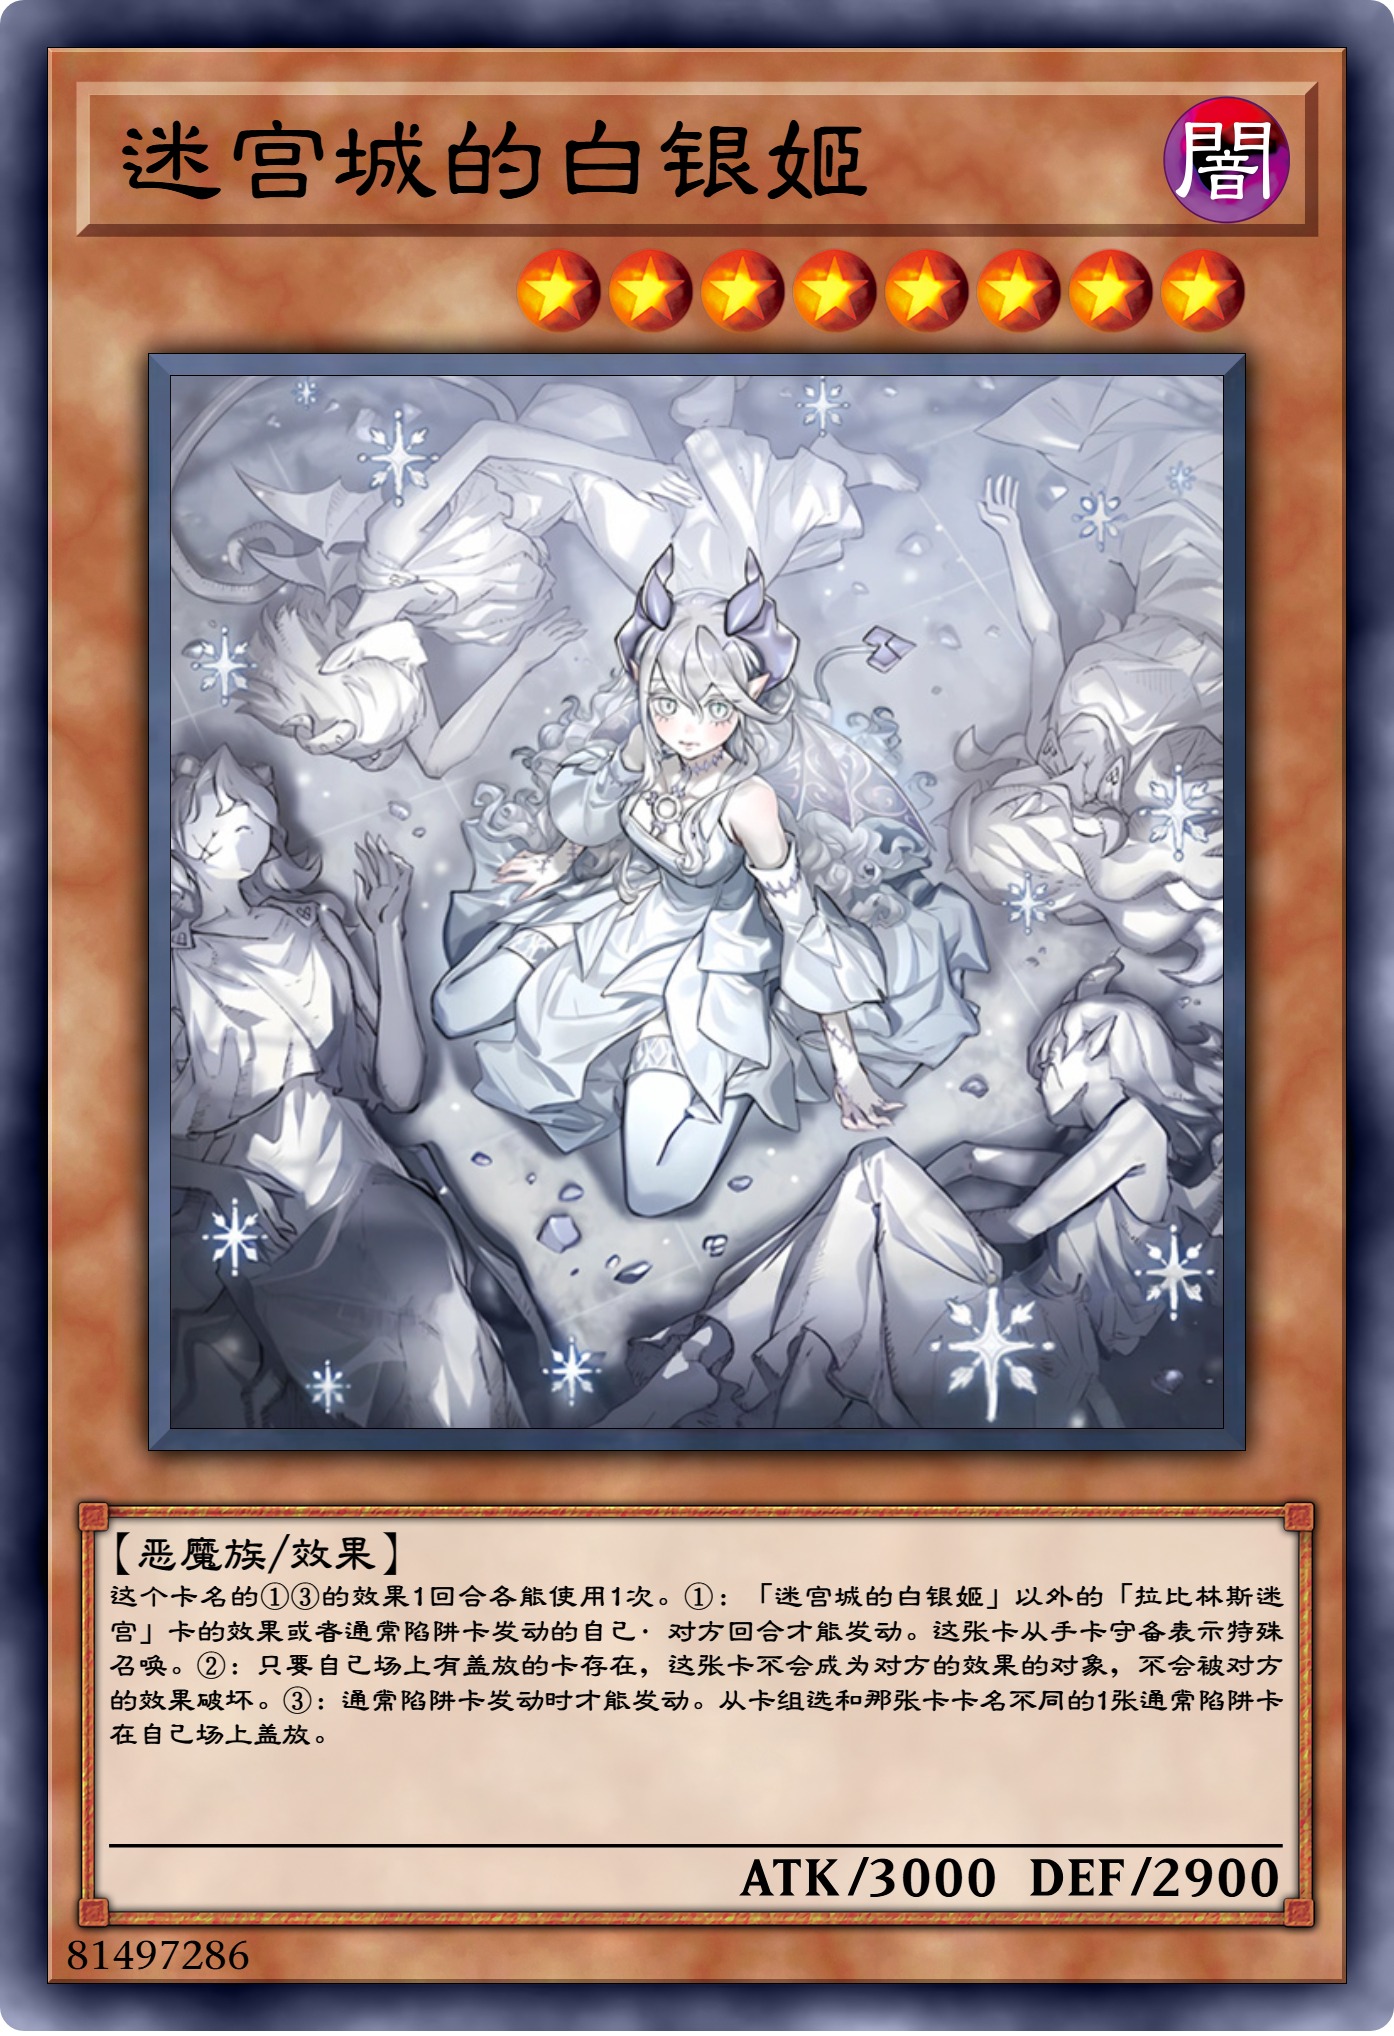 迷宫城的白银姬
闇
【恶魔族/效果】
这个卡名的①③的效果1回合各能使用1次。①：「迷宫城的白银姬」以外的「拉比林斯迷
宫」卡的效果或者通常陷阱卡发动的自己·对方回合才能发动。这张卡从手卡守备表示特殊
召唤。②：只要自己场上有盖放的卡存在，这张卡不会成为对方的效果的对象，不会被对方
的效果破坏。③：通常陷阱卡发动时才能发动。从卡组选和那张卡卡名不同的1张通常陷阱卡
在自己场上盖放。
ATK/3000 DEF/2900
81497286